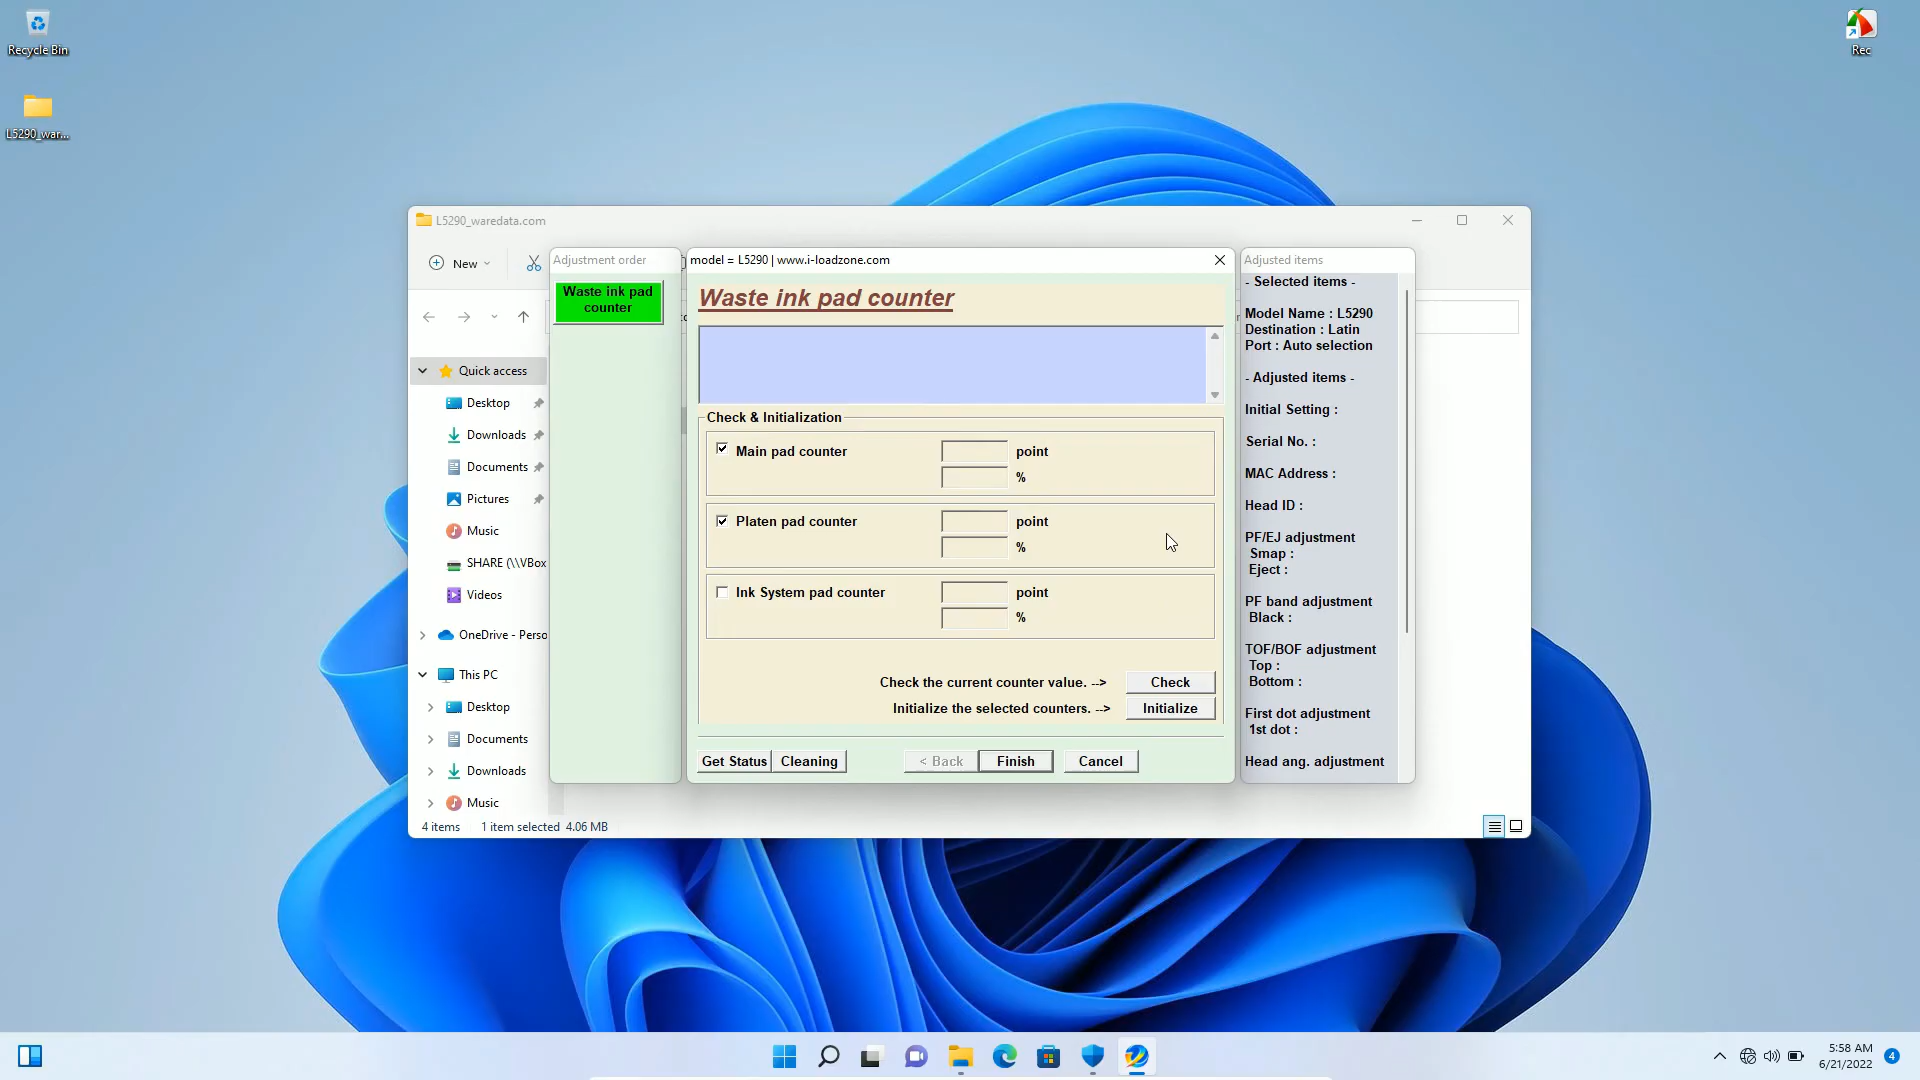 Recycle Bin
L5290_war...
Rec
L5290_waredata.com
New
Adjustment order
Waste ink pad
counter
model = L5290 | www.i-loadzone.com
Waste ink pad counter
Check & Initialization
Main pad counter
point
%
Platen pad counter
point
%
Ink System pad counter
point
%
Check the current counter value. -->
Check
Initialize the selected counters. -->
Initialize
Get Status
Cleaning
< Back
Finish
Cancel
Adjusted items
- Selected items -
Model Name : L5290
Destination : Latin
Port : Auto selection
- Adjusted items -
Initial Setting :
Serial No. :
MAC Address :
Head ID :
PF/EJ adjustment
Smap :
Eject :
PF band adjustment
Black :
TOF/BOF adjustment
Top :
Bottom :
First dot adjustment
1st dot :
Head ang. adjustment
Quick access
Desktop
Downloads
Documents
Pictures
Music
SHARE (\\VBox
Videos
OneDrive - Perso
This PC
Desktop
Documents
Downloads
Music
4 items
1 item selected 4.06 MB
5:58 AM
6/21/2022
4